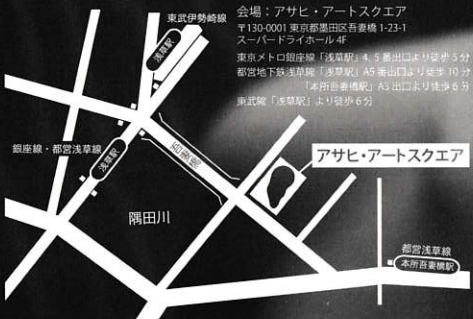 会場：アサヒ・アートスクエア
〒130-0001 東京都墨田区吾妻橋 1-23-1
スーパードライホール 4F
東京メトロ銀座線「浅草駅」4, 5 番出口より徒歩 5 分
都営地下鉄浅草線「浅草駅」A5 番出口より徒歩 10 分
「本所吾妻橋駅」A3 出口より徒歩 6 分
東武線「浅草駅」より徒歩 6 分
東武伊勢崎線
浅草駅
銀座線・都営浅草線
浅草駅
吾妻橋
アサヒ・アートスクエア
隅田川
都営浅草線
本所吾妻橋駅